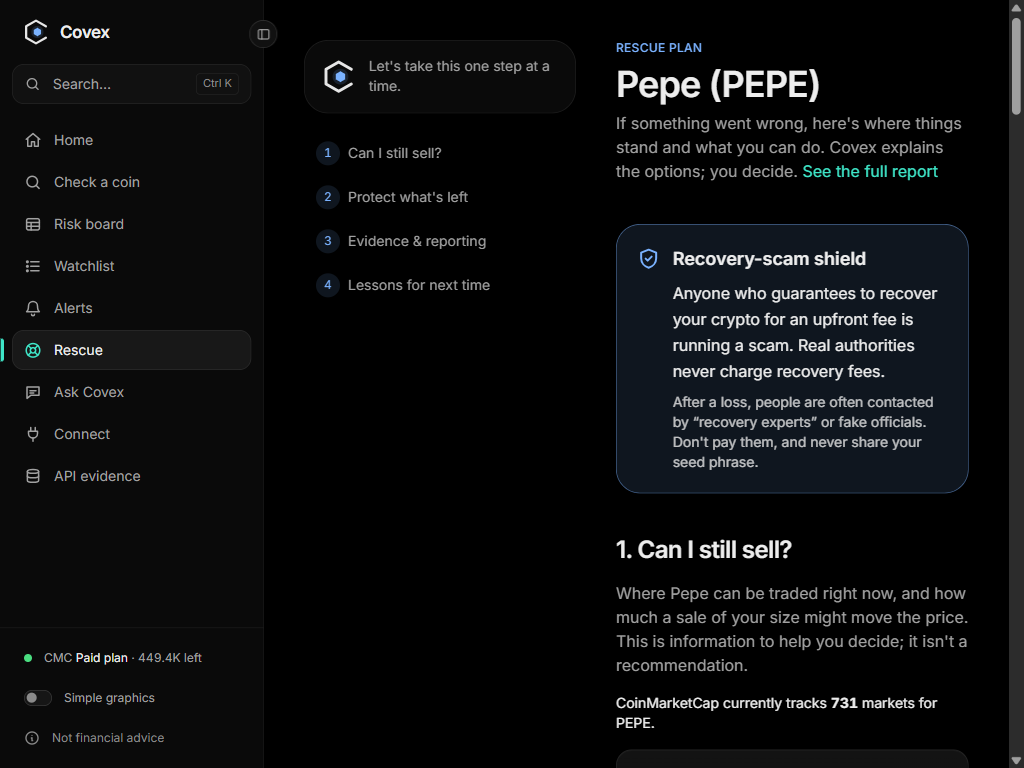 Covex
Search...
Ctrl K
Home
Check a coin
Risk board
Watchlist
Alerts
Rescue
Ask Covex
Connect
API evidence
CMC Paid plan · 449.4K left
Simple graphics
Not financial advice
Let's take this one step at a
time.
1 Can I still sell?
2 Protect what's left
3 Evidence & reporting
4 Lessons for next time
RESCUE PLAN
Pepe (PEPE)
If something went wrong, here's where things
stand and what you can do. Covex explains
the options; you decide. See the full report
Recovery-scam shield
Anyone who guarantees to recover
your crypto for an upfront fee is
running a scam. Real authorities
never charge recovery fees.
After a loss, people are often contacted
by “recovery experts” or fake officials.
Don't pay them, and never share your
seed phrase.
1. Can I still sell?
Where Pepe can be traded right now, and how
much a sale of your size might move the price.
This is information to help you decide; it isn't a
recommendation.
CoinMarketCap currently tracks 731 markets for
PEPE.